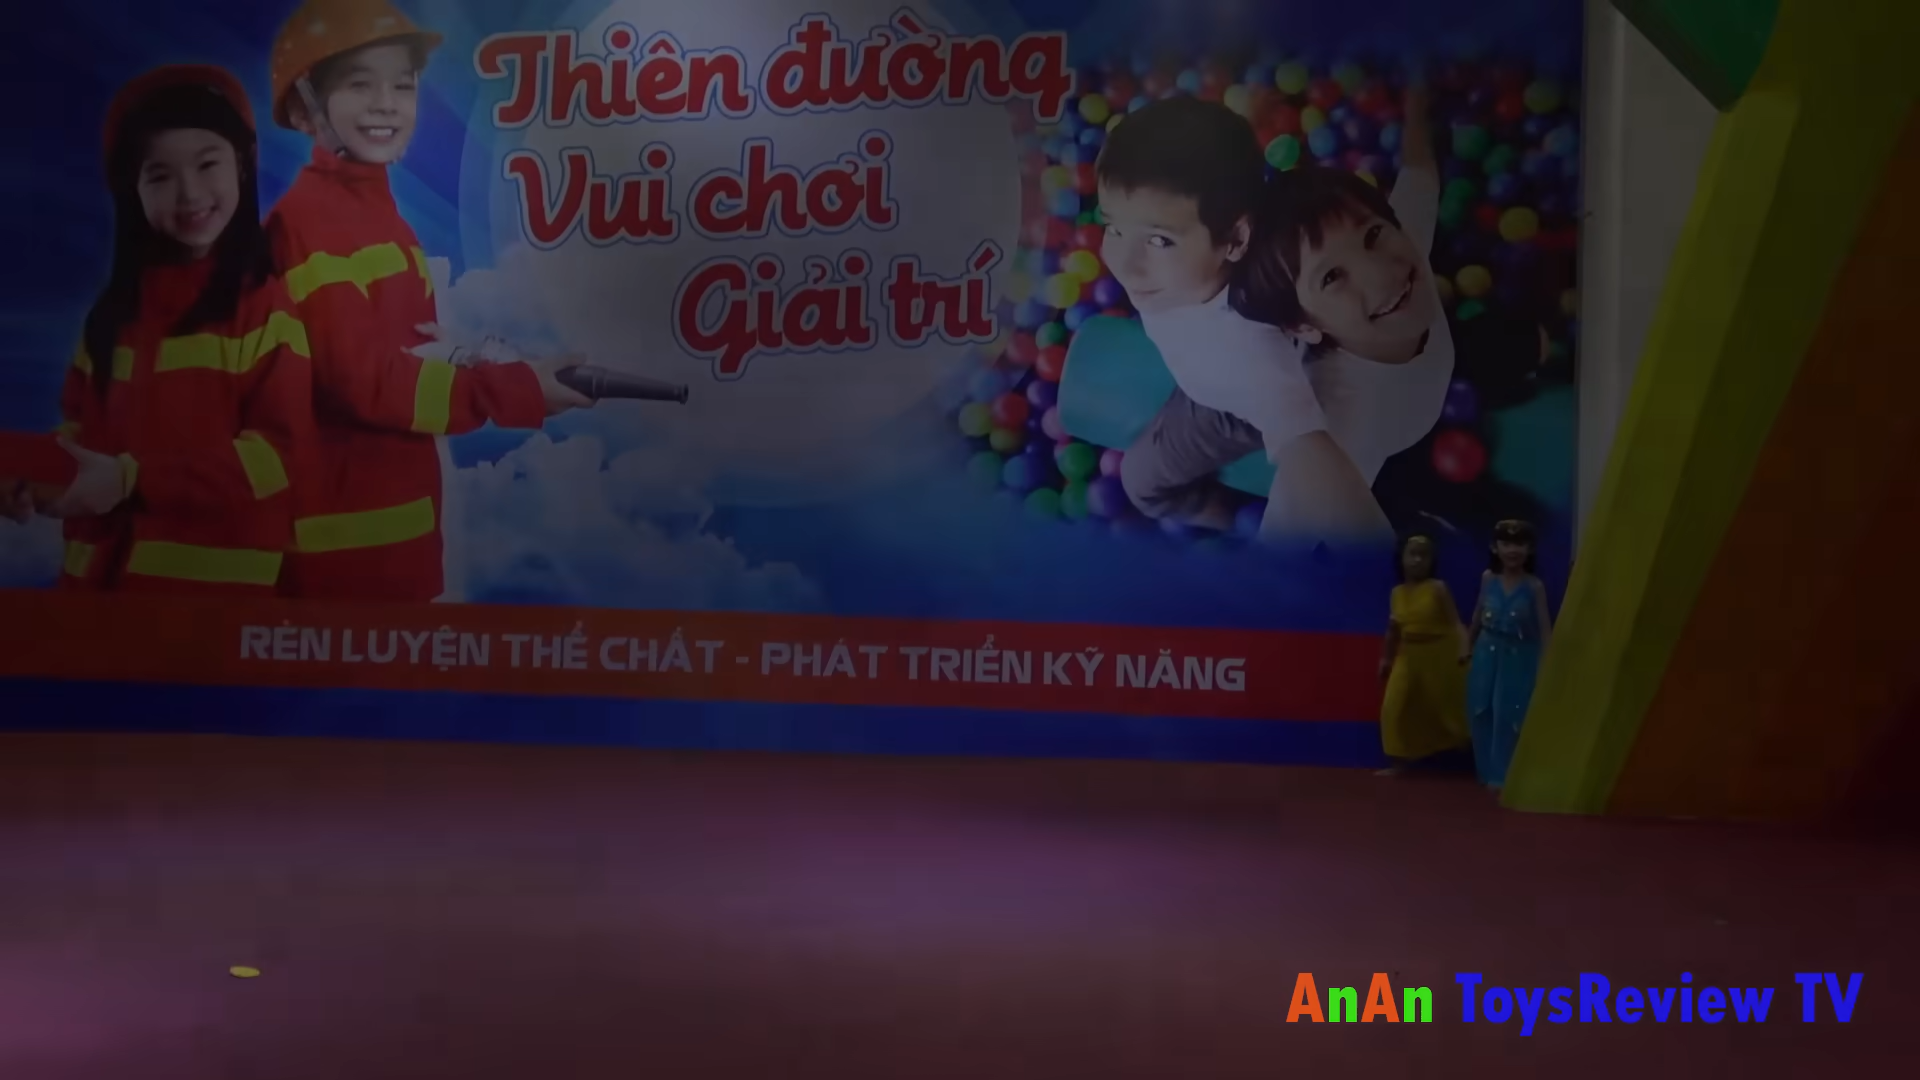 Thiên đường
Vui chơi
Giải trí
RÈN LUYỆN THỂ CHẤT - PHÁT TRIỂN KỸ NĂNG
AnAn ToysReview TV